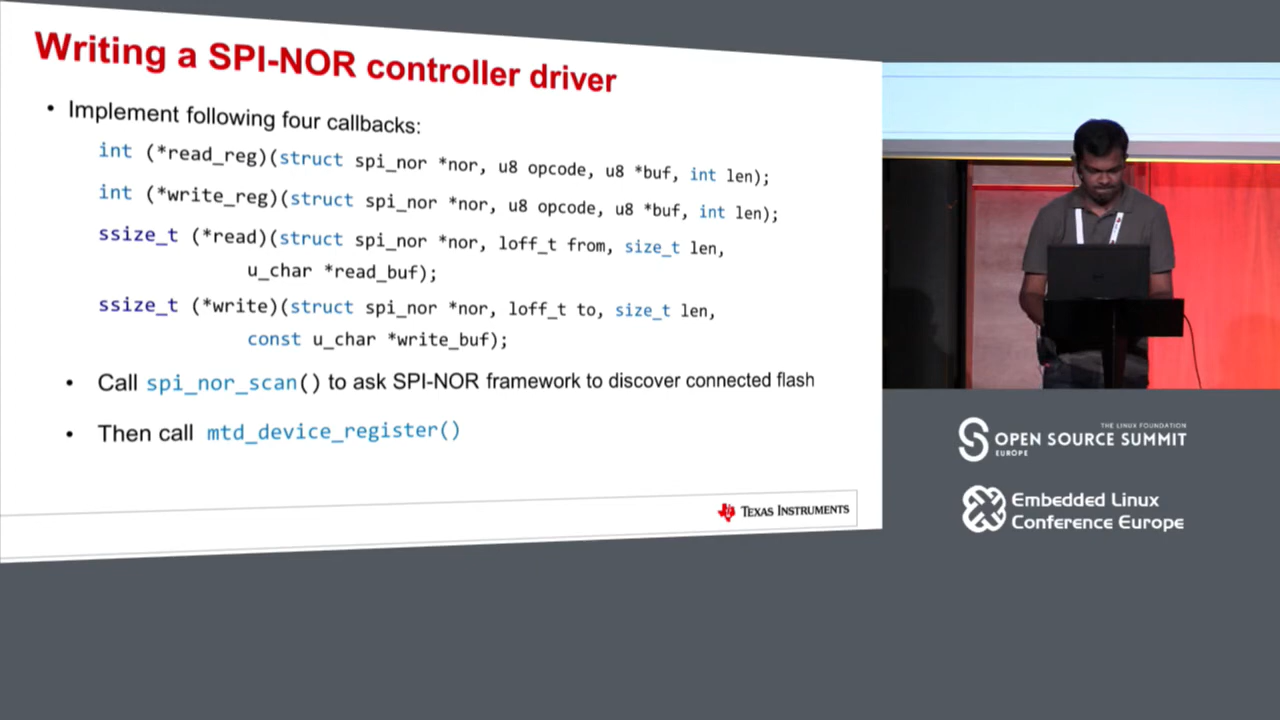 Writing a SPI-NOR controller driver
• Implement following four callbacks:
int (*read_reg)(struct spi_nor *nor, u8 opcode, u8 *buf, int len);
int (*write_reg)(struct spi_nor *nor, u8 opcode, u8 *buf, int len);
ssize_t (*read)(struct spi_nor *nor, loff_t from, size_t len,
u_char *read_buf);
ssize_t (*write)(struct spi_nor *nor, loff_t to, size_t len,
const u_char *write_buf);
• Call spi_nor_scan() to ask SPI-NOR framework to discover connected flash
• Then call mtd_device_register()
TEXAS INSTRUMENTS
THE LINUX FOUNDATION
OPEN SOURCE SUMMIT
EUROPE
Embedded Linux
Conference Europe